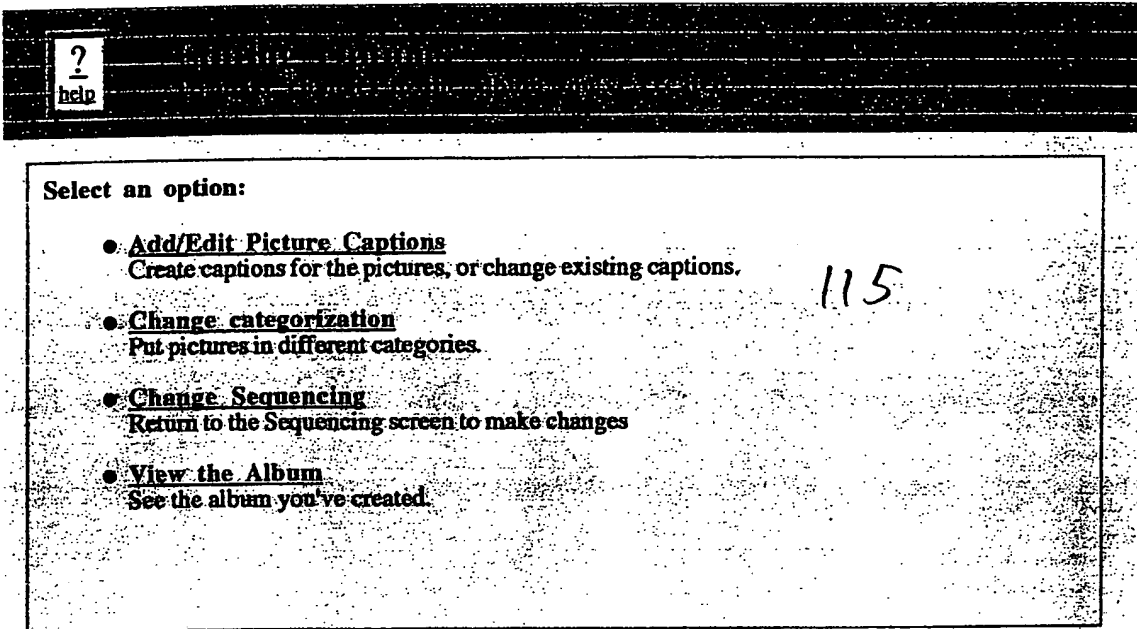 ?
help
Select an option:
Add/Edit Picture Captions
Create captions for the pictures, or change existing captions.
115
Change categorization
Put pictures in different categories.
Change Sequencing
Return to the Sequencing screen to make changes
View the Album
See the album you've created.